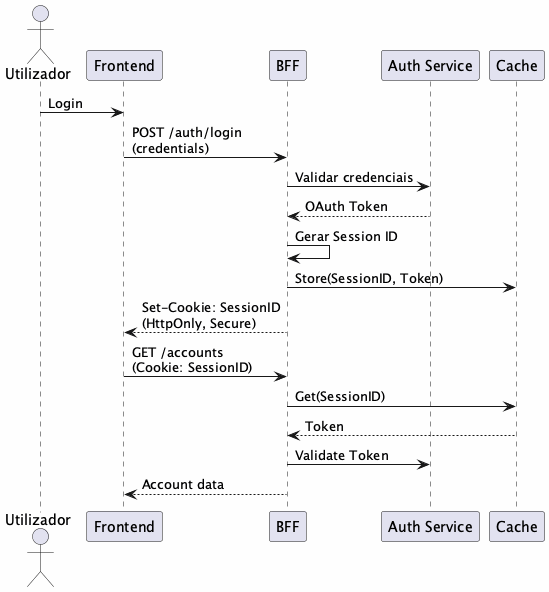 Utilizador
Frontend
BFF
Auth Service
Cache
Login
POST /auth/login
(credentials)
Validar credenciais
OAuth Token
Gerar Session ID
Store(SessionID, Token)
Set-Cookie: SessionID
(HttpOnly, Secure)
GET /accounts
(Cookie: SessionID)
Get(SessionID)
Token
Validate Token
Account data
Utilizador
Frontend
BFF
Auth Service
Cache